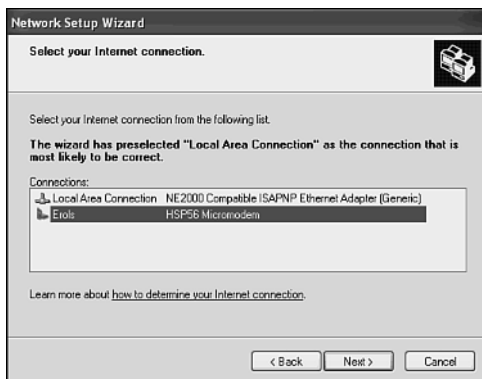 Network Setup Wizard
Select your Internet connection.
Select your Internet connection from the following list.
The wizard has preselected "Local Area Connection" as the connection that is
most likely to be correct.
Connections:
Local Area Connection NE2000 Compatible ISAPNP Ethernet Adapter (Generic)
Erols HSP56 Micromodem
Learn more about how to determine your Internet connection.
< Back Next > Cancel